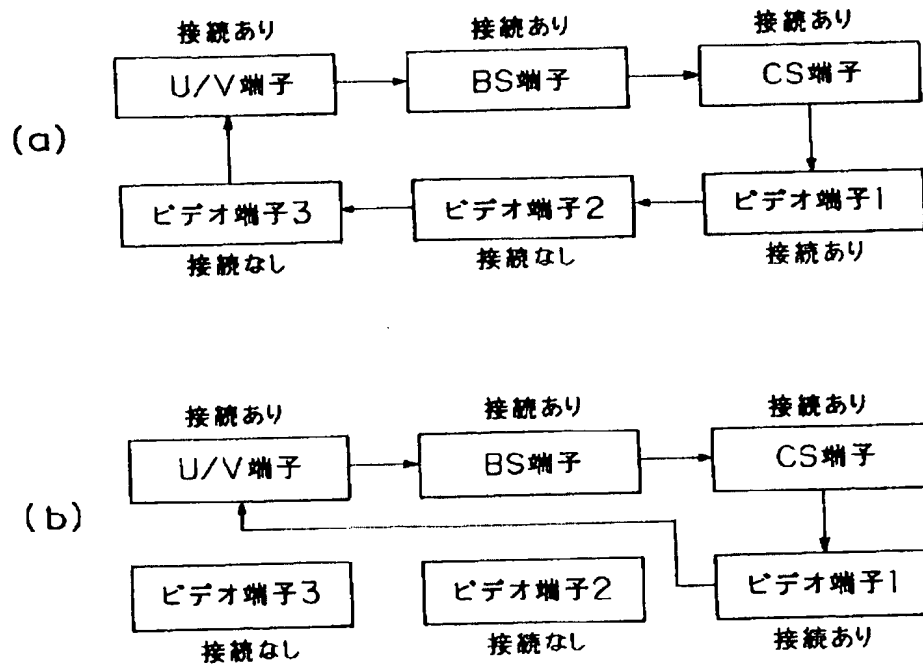 接続あり 接続あり 接続あり
U/V端子 BS端子 CS端子
(a)
ビデオ端子3 ビデオ端子2 ビデオ端子1
接続なし 接続なし 接続あり
接続あり 接続あり 接続あり
U/V端子 BS端子 CS端子
(b)
ビデオ端子3 ビデオ端子2 ビデオ端子1
接続なし 接続なし 接続あり